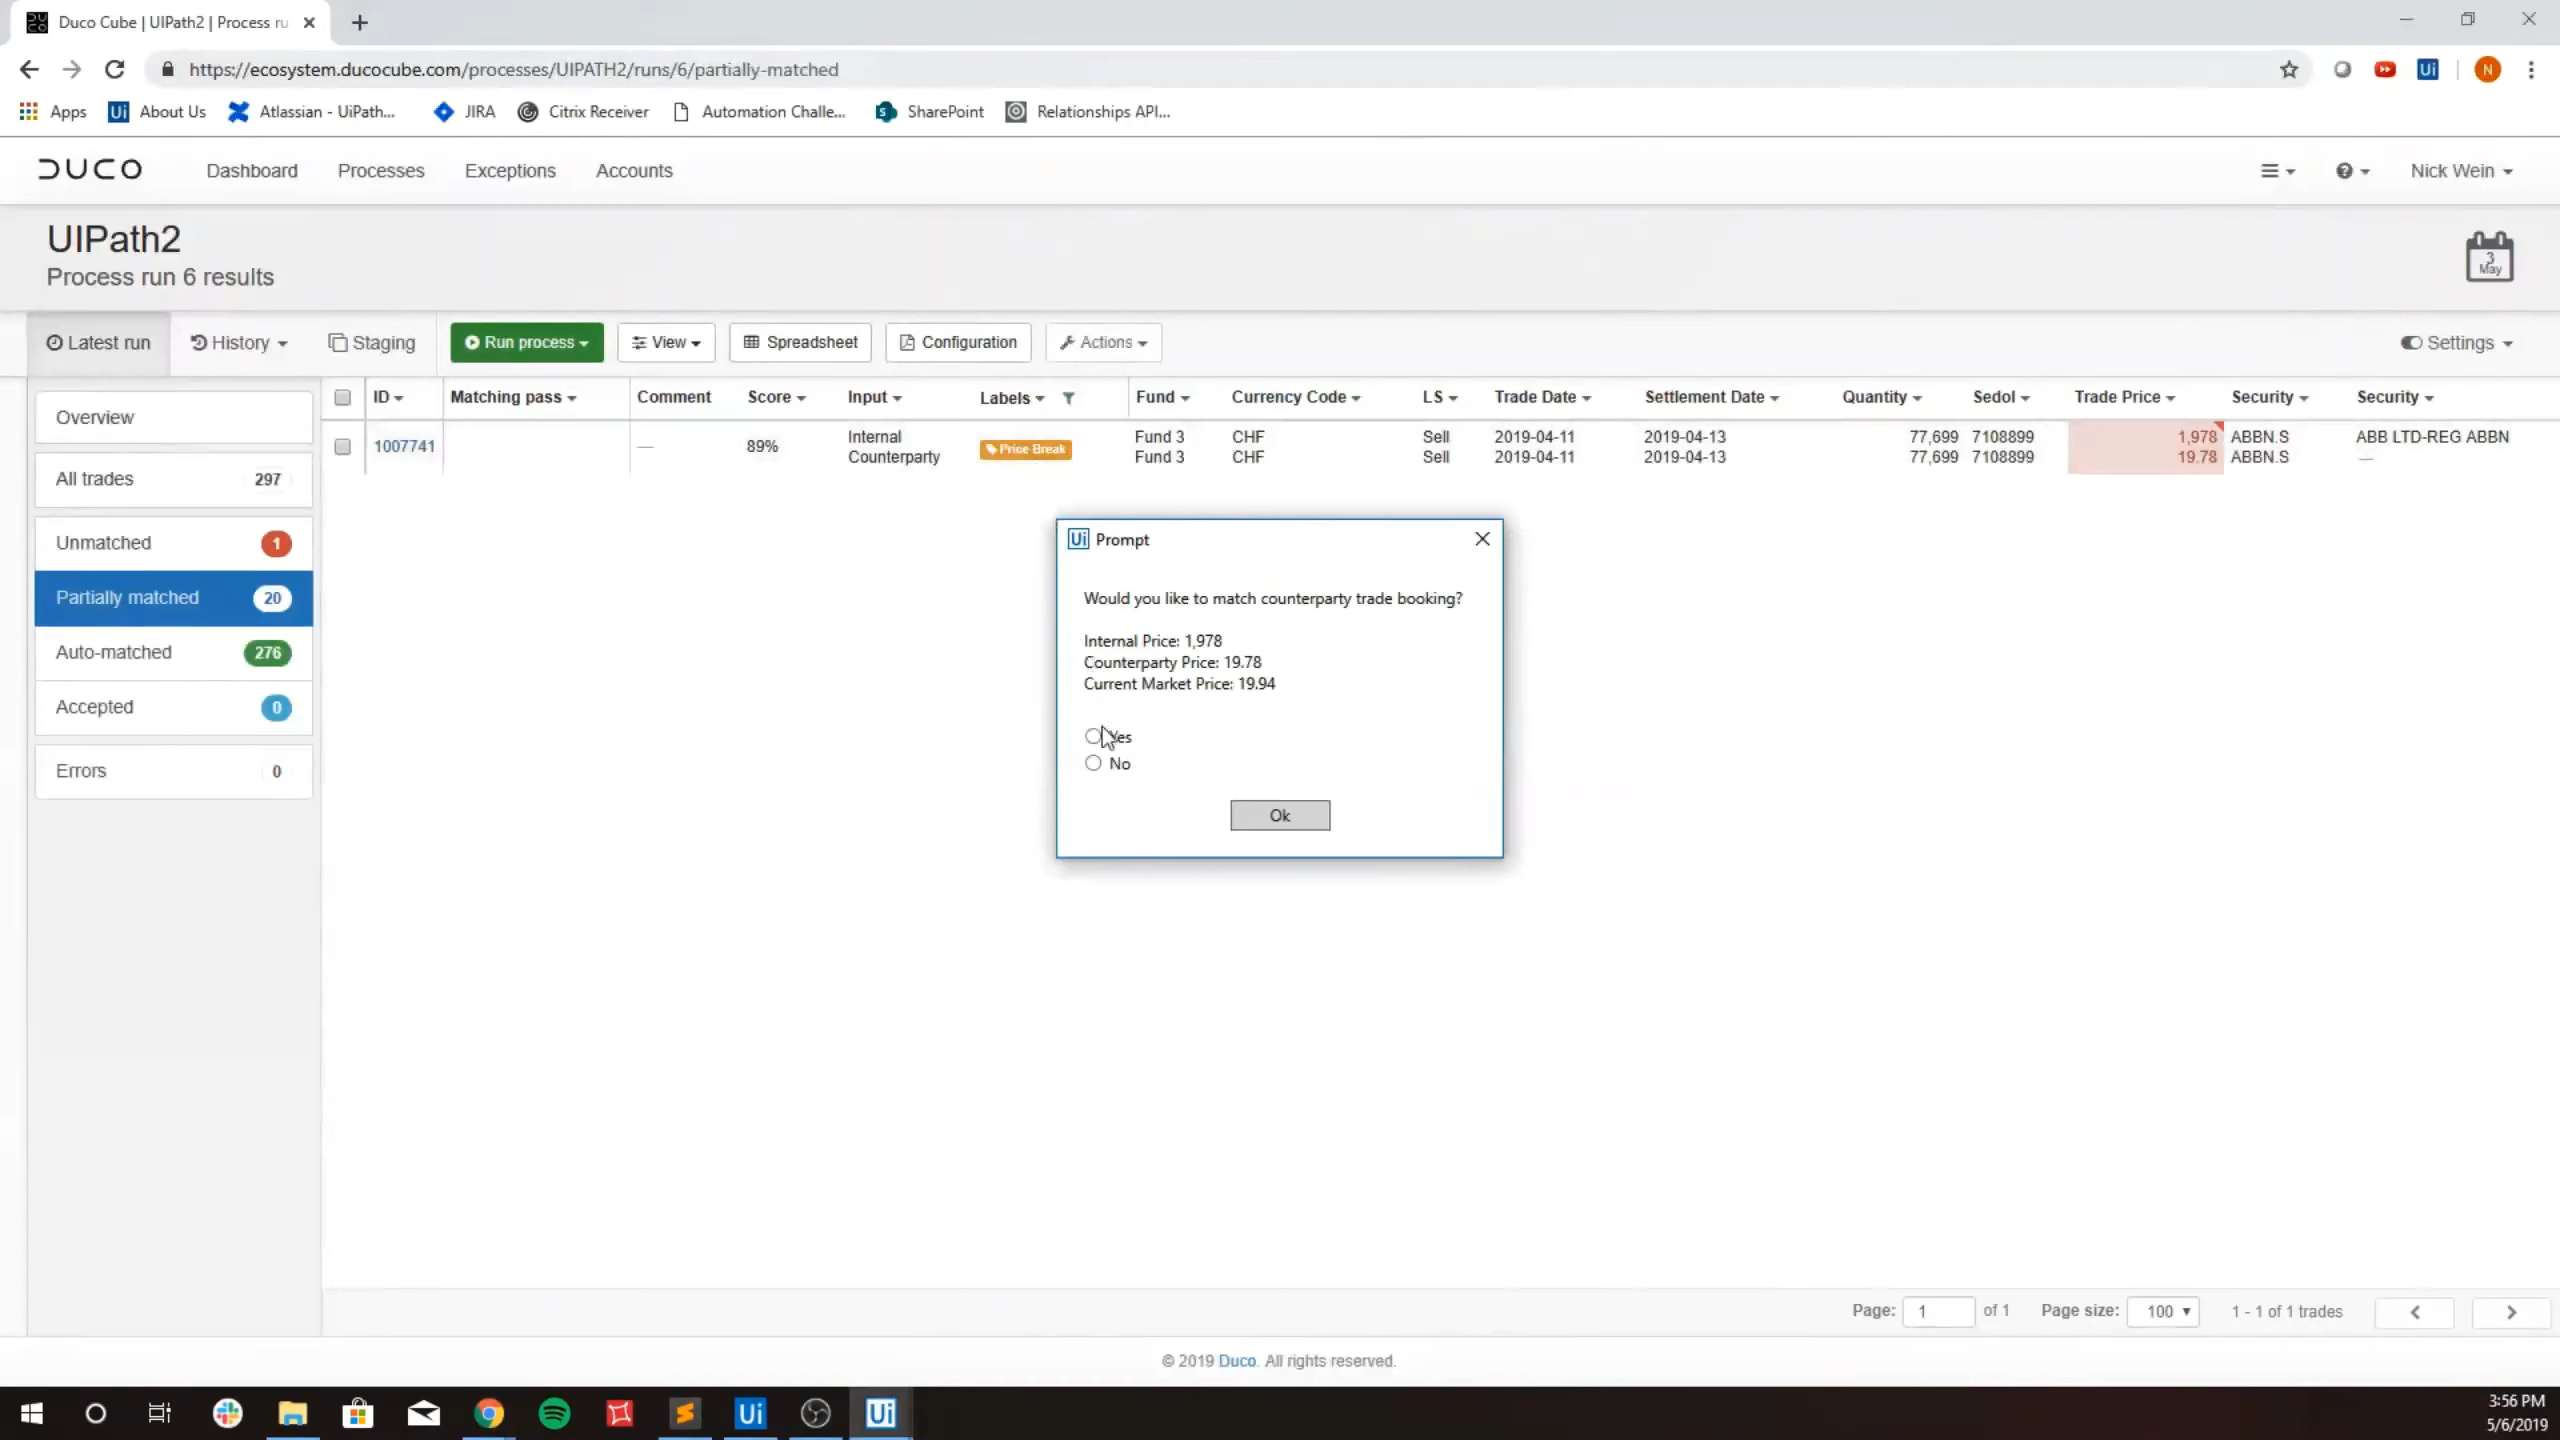 Duco Cube | UIPath2 | Process ru
https://ecosystem.ducocube.com/processes/UIPATH2/runs/6/partially-matched
N
Apps
Ui About Us
Atlassian - UiPath...
JIRA
Citrix Receiver
Automation Challe...
SharePoint
Relationships API...
DUCO
Dashboard
Processes
Exceptions
Accounts
Nick Wein
UIPath2
Process run 6 results
3
May
Latest run
History
Staging
Run process
View
Spreadsheet
Configuration
Actions
Settings
Overview
All trades 297
Unmatched 1
Partially matched 20
Auto-matched 276
Accepted 0
Errors 0
ID Matching pass Comment Score Input Labels Fund Currency Code LS Trade Date Settlement Date Quantity Sedol Trade Price Security Security
1007741 — 89% Internal Price Break Fund 3 CHF Sell 2019-04-11 2019-04-13 77,699 7108899 1,978 ABBN.S ABB LTD-REG ABBN
Counterparty Fund 3 CHF Sell 2019-04-11 2019-04-13 77,699 7108899 19.78 ABBN.S —
Ui Prompt
Would you like to match counterparty trade booking?
Internal Price: 1,978
Counterparty Price: 19.78
Current Market Price: 19.94
Yes
No
Ok
Page: 1 of 1 Page size: 100 1 - 1 of 1 trades
© 2019 Duco. All rights reserved.
Ui
Ui
3:56 PM
5/6/2019